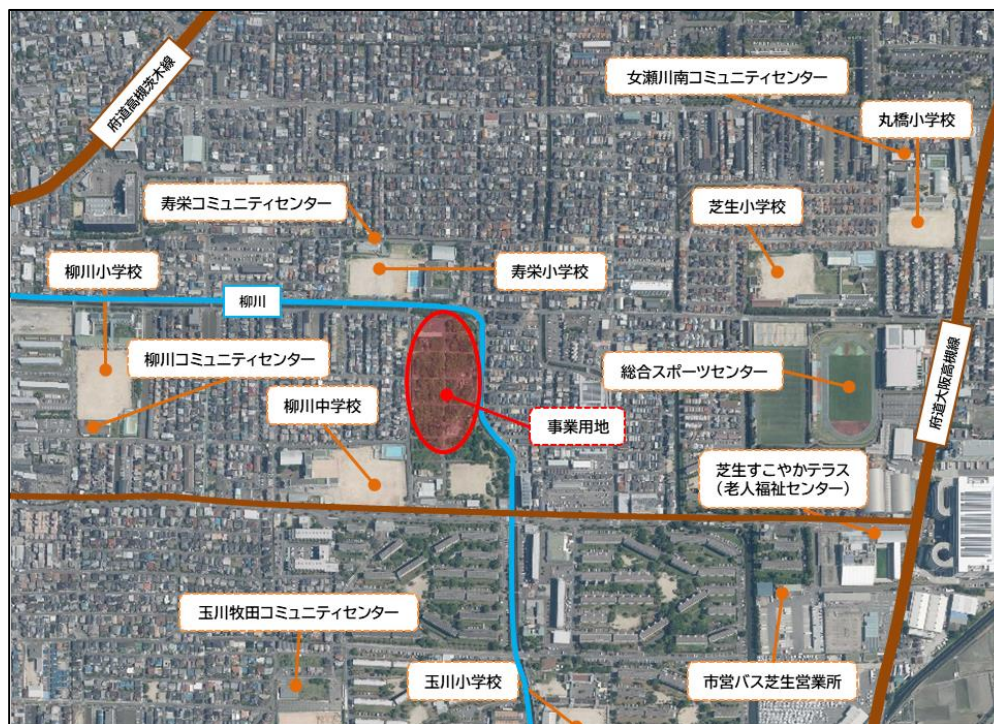 府道高槻茨木線
女瀬川南コミュニティセンター
丸橋小学校
寿栄コミュニティセンター
芝生小学校
柳川小学校
寿栄小学校
柳川
柳川コミュニティセンター
総合スポーツセンター
府道大阪高槻線
柳川中学校
事業用地
芝生すこやかテラス
(老人福祉センター)
玉川牧田コミュニティセンター
玉川小学校
市営バス芝生営業所